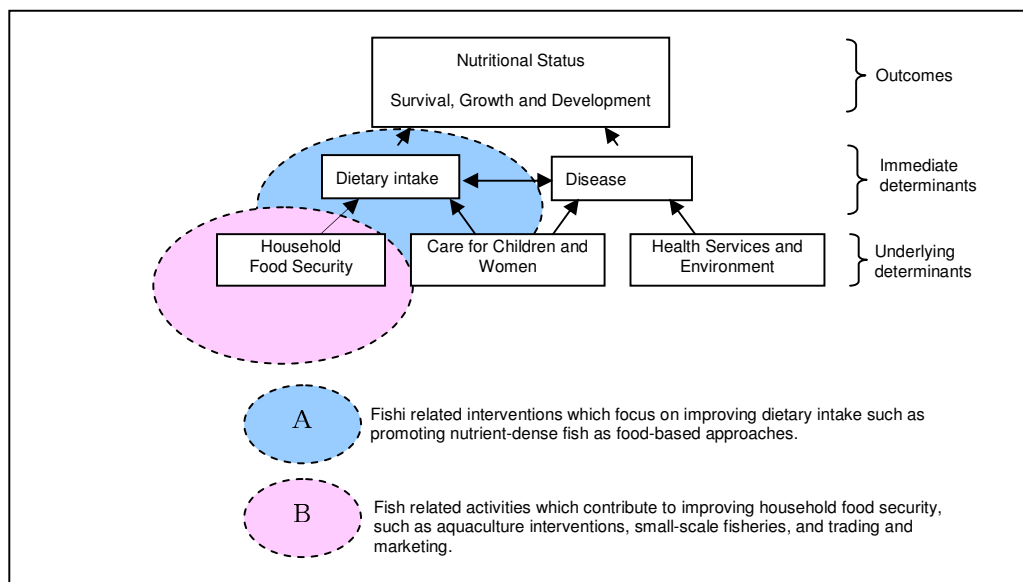 Nutritional Status
Survival, Growth and Development
Outcomes
Dietary intake
Disease
Immediate
determinants
Household
Food Security
Care for Children and
Women
Health Services and
Environment
Underlying
determinants
A
Fishi related interventions which focus on improving dietary intake such as
promoting nutrient-dense fish as food-based approaches.
B
Fish related activities which contribute to improving household food security,
such as aquaculture interventions, small-scale fisheries, and trading and
marketing.